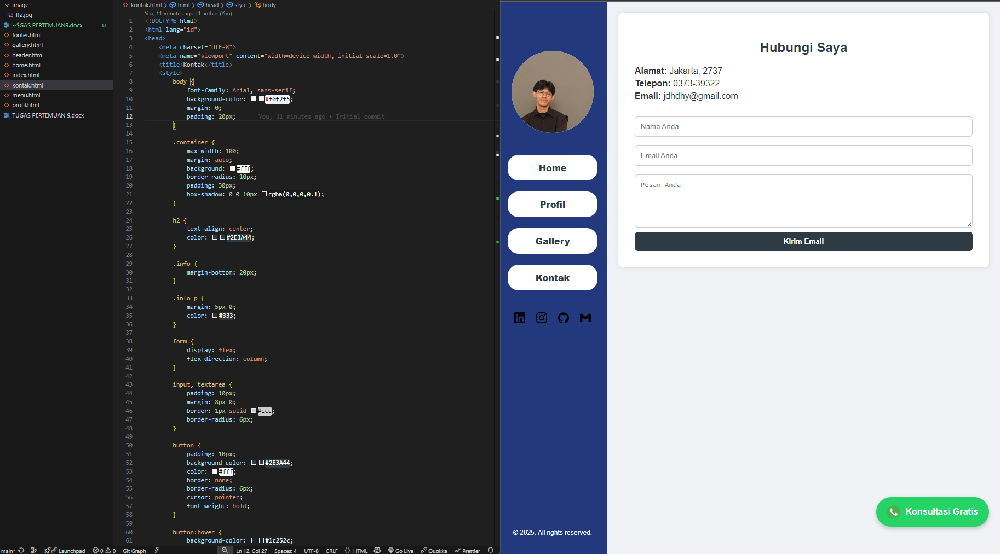 image
ffa.jpg
~$GAS PERTEMUAN9.docx U
footer.html
gallery.html
header.html
home.html
index.html
kontak.html
menu.html
profil.html
TUGAS PERTEMUAN 9.docx
kontak.html > html > head > style > body
You, 11 minutes ago | 1 author (You)
1 <!DOCTYPE html>
2 <html lang="id">
3 <head>
4 <meta charset="UTF-8">
5 <meta name="viewport" content="width=device-width, initial-scale=1.0">
6 <title>Kontak</title>
7 <style>
8 body {
9 font-family: Arial, sans-serif;
10 background-color: #f0f2f5;
11 margin: 0;
12 padding: 20px; You, 11 minutes ago • Initial commit
13 }
14
15 .container {
16 max-width: 100;
17 margin: auto;
18 background: #fff;
19 border-radius: 10px;
20 padding: 30px;
21 box-shadow: 0 0 10px rgba(0,0,0,0.1);
22 }
23
24 h2 {
25 text-align: center;
26 color: #2E3A44;
27 }
28
29 .info {
30 margin-bottom: 20px;
31 }
32
33 .info p {
34 margin: 5px 0;
35 color: #333;
36 }
37
38 form {
39 display: flex;
40 flex-direction: column;
41 }
42
43 input, textarea {
44 padding: 10px;
45 margin: 8px 0;
46 border: 1px solid #ccc;
47 border-radius: 6px;
48 }
49
50 button {
51 padding: 10px;
52 background-color: #2E3A44;
53 color: #fff;
54 border: none;
55 border-radius: 6px;
56 cursor: pointer;
57 font-weight: bold;
58 }
59
60 button:hover {
61 background-color: #1c252c;
main* Launchpad 0 0 Git Graph Ln 12, Col 27 Spaces: 4 UTF-8 CRLF {} HTML Go Live Quokka Prettier
Home
Profil
Gallery
Kontak
© 2025. All rights reserved.
Hubungi Saya
Alamat: Jakarta, 2737
Telepon: 0373-39322
Email: jdhdhy@gmail.com
Nama Anda
Email Anda
Pesan Anda
Kirim Email
Konsultasi Gratis